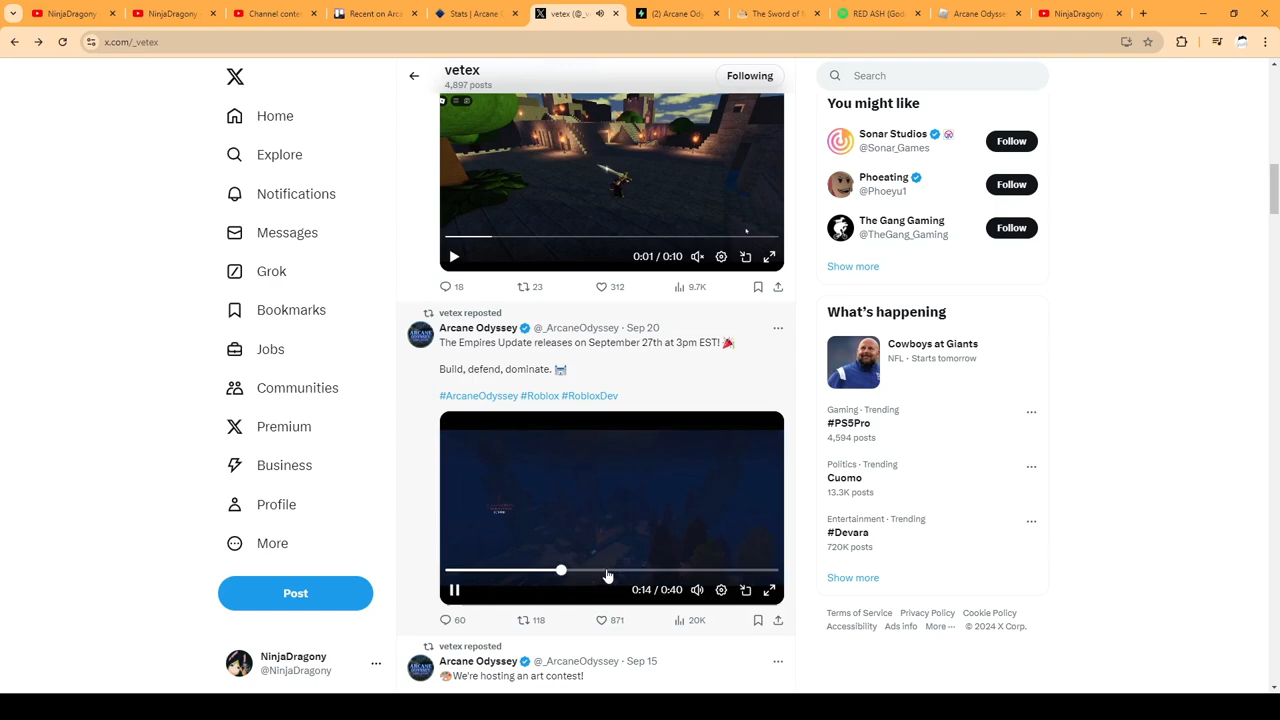 NinjaDragony
NinjaDragony
Channel conte
Recent on Arc
Stats | Arcane
vetex (@_v
(2) Arcane Ody
The Sword of
RED ASH (God
Arcane Odysse
NinjaDragony
x.com/_vetex
vetex
4,897 posts
Following
Search
Home
Explore
Notifications
Messages
Grok
Bookmarks
Jobs
Communities
Premium
Business
Profile
More
Post
NinjaDragony
@NinjaDragony
0:01 / 0:10
18 23 312 9.7K
vetex reposted
Arcane Odyssey @_ArcaneOdyssey · Sep 20
The Empires Update releases on September 27th at 3pm EST!
Build, defend, dominate.
#ArcaneOdyssey #Roblox #RobloxDev
0:14 / 0:40
60 118 871 20K
vetex reposted
Arcane Odyssey @_ArcaneOdyssey · Sep 15
We're hosting an art contest!
You might like
Sonar Studios
@Sonar_Games
Follow
Phoeating
@Phoeyu1
Follow
The Gang Gaming
@TheGang_Gaming
Follow
Show more
What's happening
Cowboys at Giants
NFL · Starts tomorrow
Gaming · Trending
#PS5Pro
4,594 posts
Politics · Trending
Cuomo
13.3K posts
Entertainment · Trending
#Devara
720K posts
Show more
Terms of Service Privacy Policy Cookie Policy
Accessibility Ads info More ··· © 2024 X Corp.